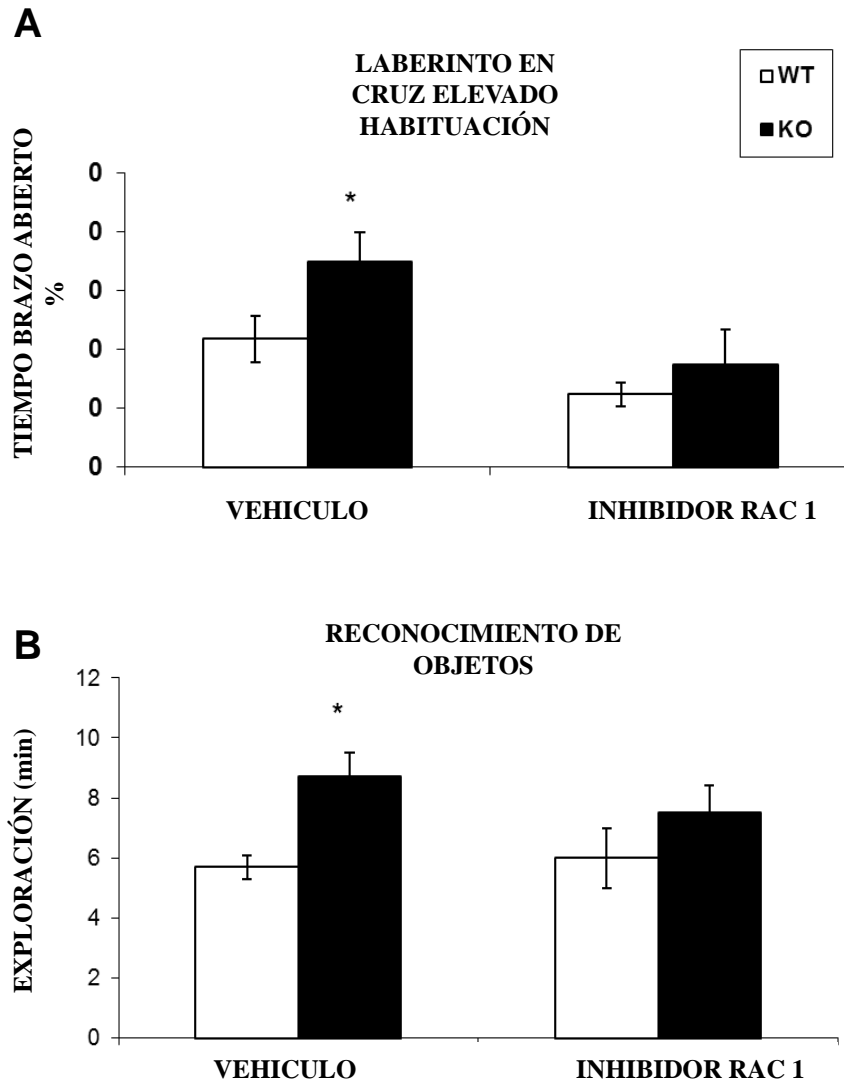 A
LABERINTO EN
CRUZ ELEVADO
HABITUACIÓN
WT
KO
TIEMPO BRAZO ABIERTO
%
0
*
0
0
0
0
0
VEHICULO
INHIBIDOR RAC 1
B
RECONOCIMIENTO DE
OBJETOS
EXPLORACIÓN (min)
12
*
10
8
6
4
2
0
VEHICULO
INHIBIDOR RAC 1